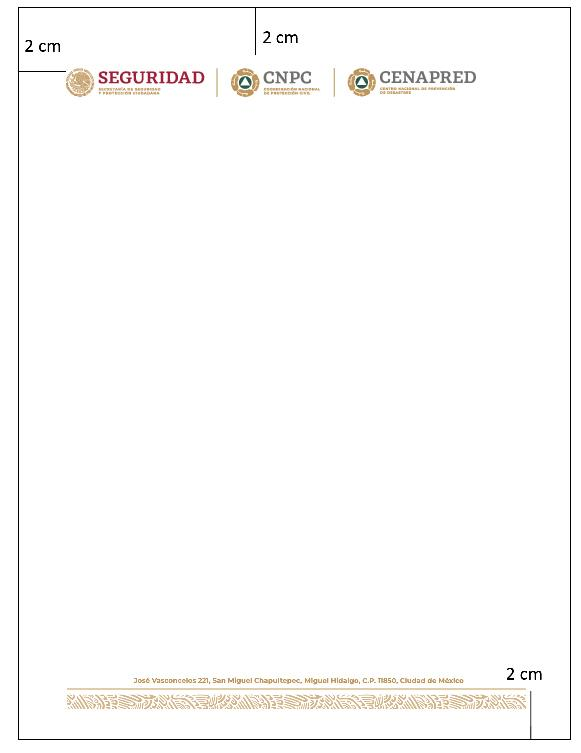 2 cm
2 cm
SEGURIDAD
SECRETARÍA DE SEGURIDAD
Y PROTECCIÓN CIUDADANA
CNPC
COORDINACIÓN NACIONAL
DE PROTECCIÓN CIVIL
CENAPRED
CENTRO NACIONAL DE PREVENCIÓN
DE DESASTRES
2 cm
José Vasconcelos 221, San Miguel Chapultepec, Miguel Hidalgo, C.P. 11850, Ciudad de México